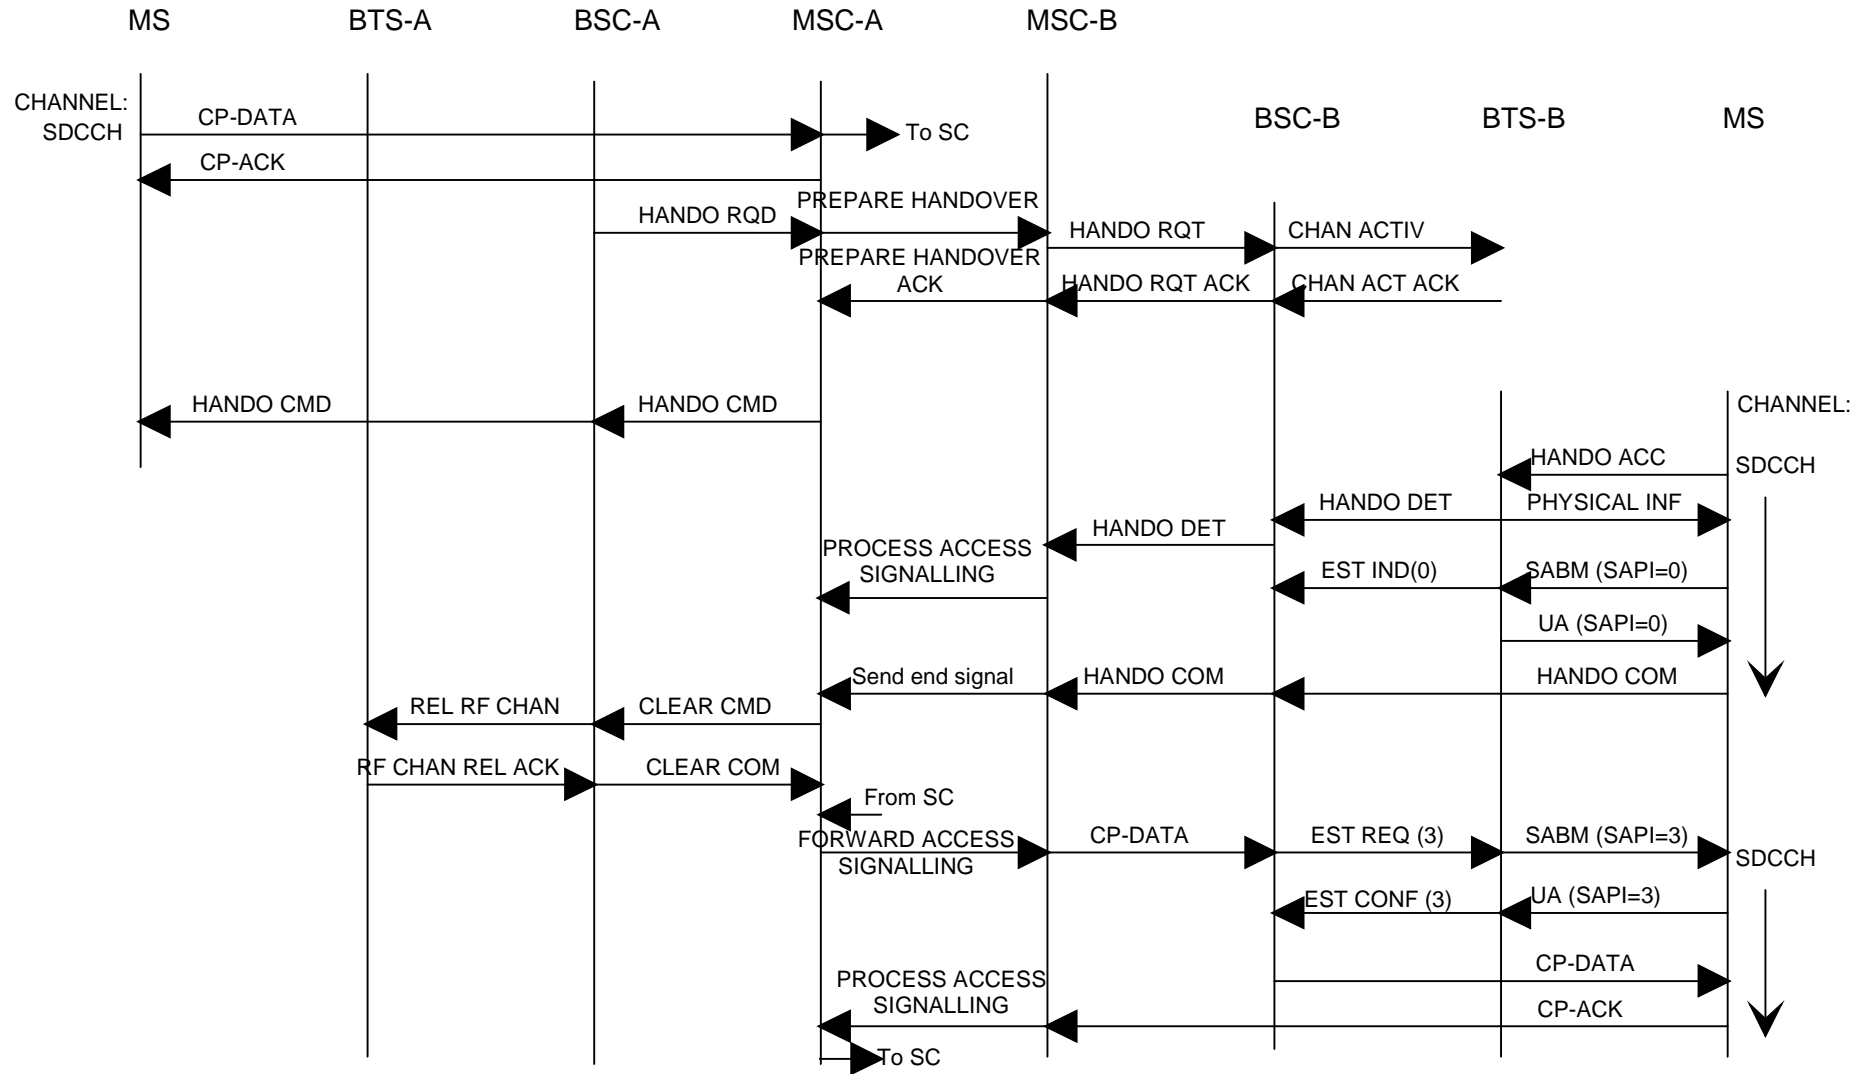 MS BTS-A BSC-A MSC-A MSC-B
CHANNEL:
SDCCH
CP-DATA
To SC
BSC-B BTS-B MS
CP-ACK
PREPARE HANDOVER
HANDO RQD
HANDO RQT
CHAN ACTIV
PREPARE HANDOVER
ACK
HANDO RQT ACK
CHAN ACT ACK
HANDO CMD
HANDO CMD
CHANNEL:
HANDO ACC
SDCCH
HANDO DET
PHYSICAL INF
HANDO DET
PROCESS ACCESS
SIGNALLING
EST IND(0)
SABM (SAPI=0)
UA (SAPI=0)
Send end signal
HANDO COM
HANDO COM
REL RF CHAN
CLEAR CMD
RF CHAN REL ACK
CLEAR COM
From SC
FORWARD ACCESS
SIGNALLING
CP-DATA
EST REQ (3)
SABM (SAPI=3)
SDCCH
EST CONF (3)
UA (SAPI=3)
CP-DATA
PROCESS ACCESS
SIGNALLING
CP-ACK
To SC